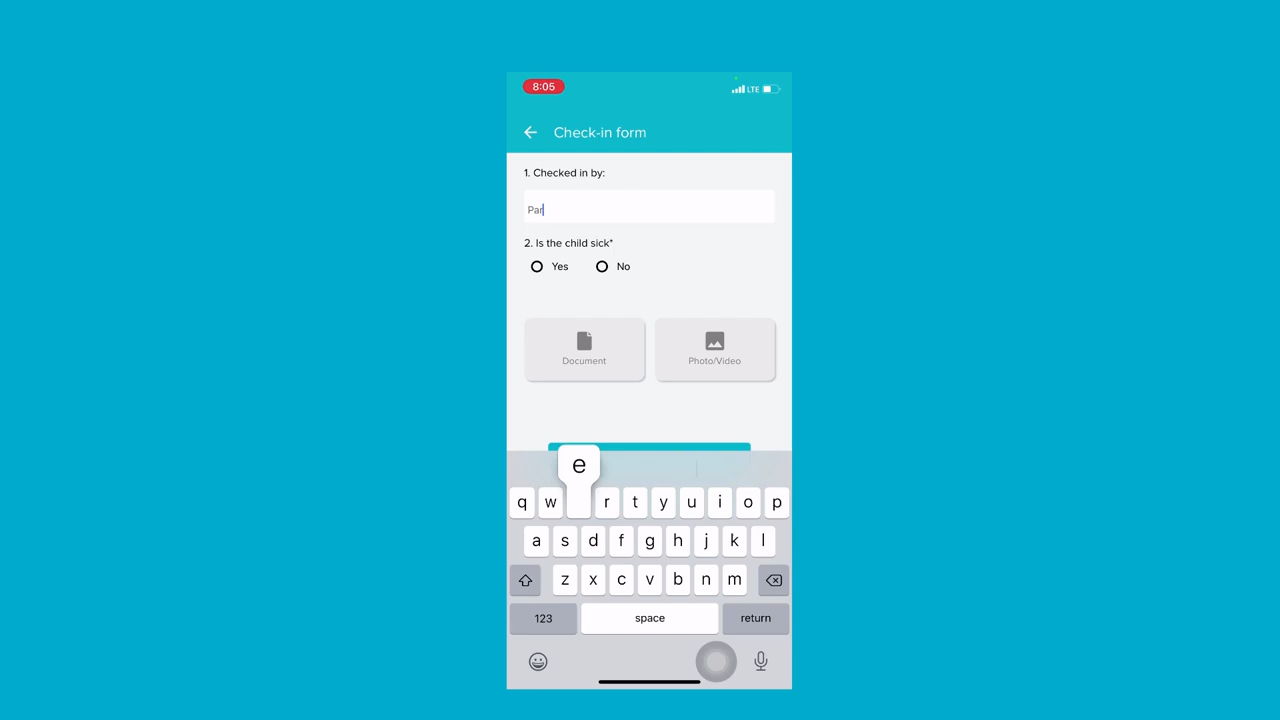 8:05
LTE
Check-in form
1. Checked in by:
Par
2. Is the child sick*
Yes No
Document Photo/Video
e
q w r t y u i o p
a s d f g h j k l
z x c v b n m
123 space return